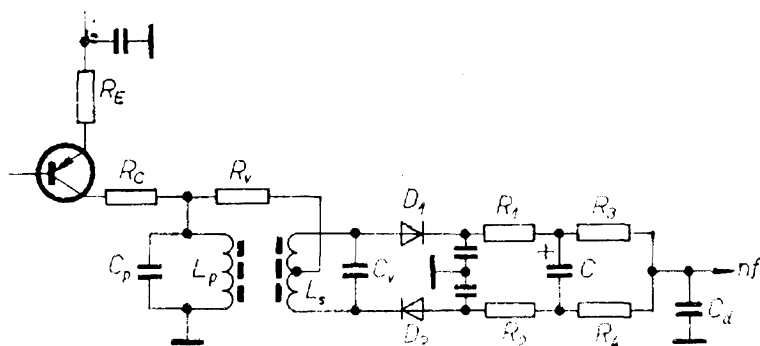 R_E
R_C
R_v
D_1
R_1
R_3
C_p
L_p
L_s
C_v
+
C
nf
D_2
R_2
R_4
C_d